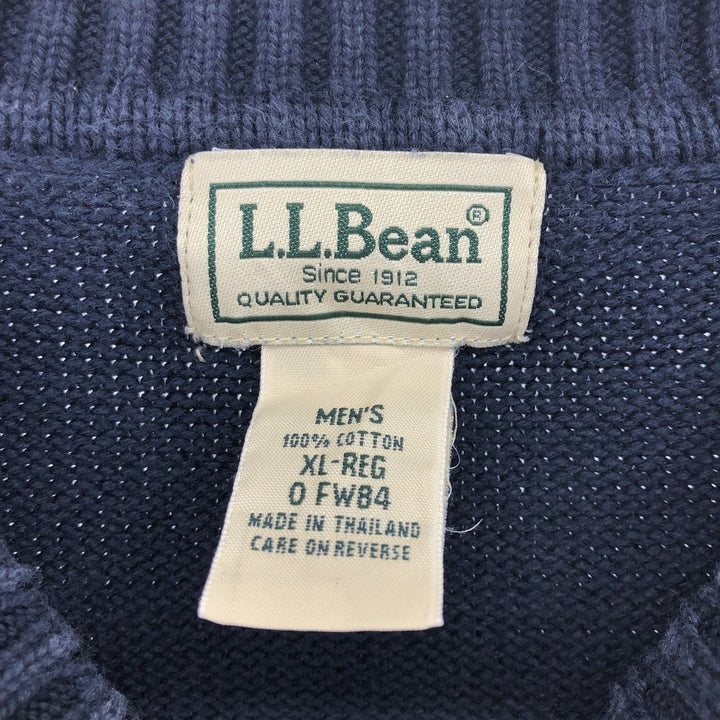 L.L.Bean®
Since 1912
QUALITY GUARANTEED
MEN'S
100% COTTON
XL-REG
0 FW84
MADE IN THAILAND
CARE ON REVERSE